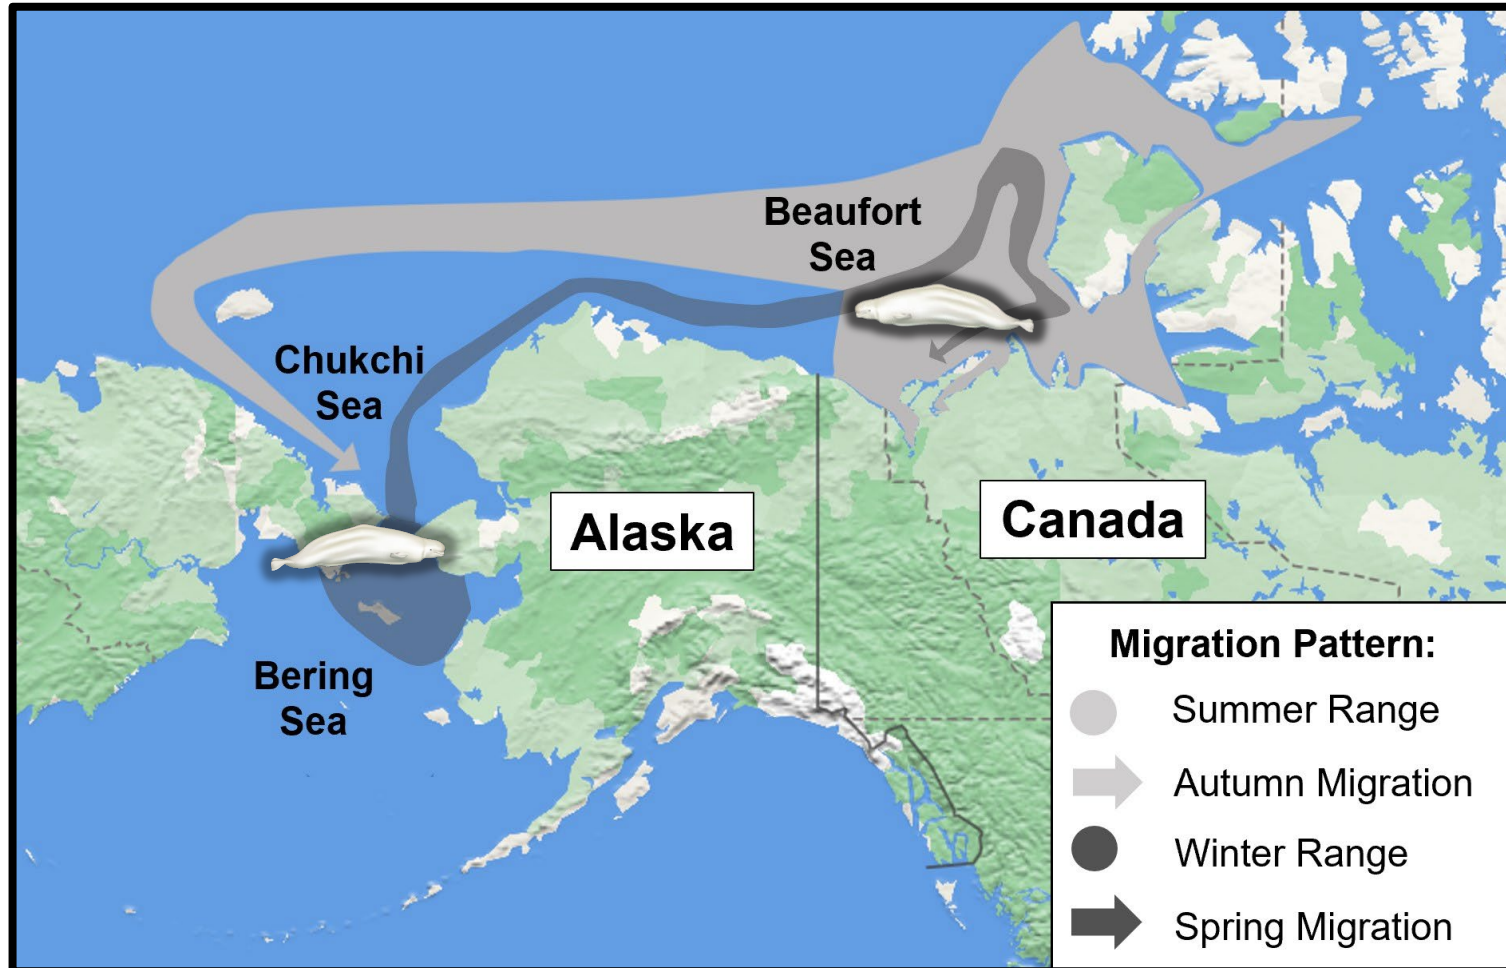 Beaufort
Sea
Chukchi
Sea
Alaska
Canada
Bering
Sea
Migration Pattern:
Summer Range
Autumn Migration
Winter Range
Spring Migration